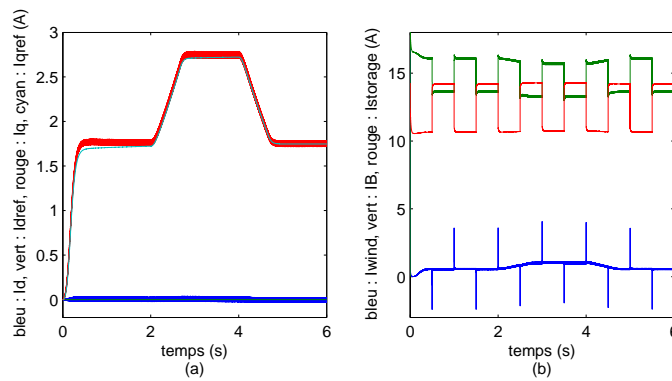 bleu : Id, vert : Idref, rouge : Iq, cyan : Iqref (A)
3
2.5
2
1.5
1
0.5
0
0 2 4 6
temps (s)
(a)
bleu : Iwind, vert : IB, rouge : Istorage (A)
15
10
5
0
0 2 4 6
temps (s)
(b)